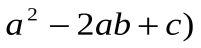 a² − 2ab + c)